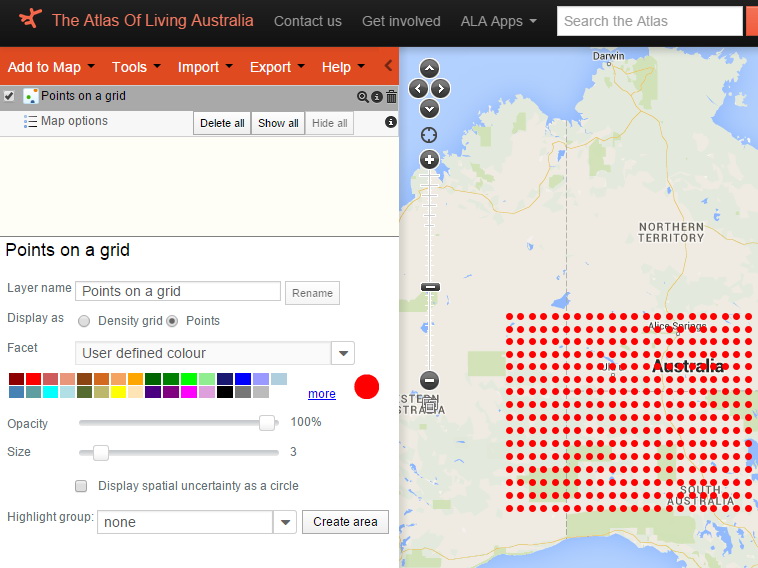 The Atlas Of Living Australia Contact us Get involved ALA Apps Search the Atlas
Add to Map Tools Import Export Help
Points on a grid
Map options Delete all Show all Hide all
Points on a grid
Layer name Points on a grid Rename
Display as Density grid Points
Facet User defined colour
more
Opacity 100%
Size 3
Display spatial uncertainty as a circle
Highlight group: none Create area
Darwin
NORTHERN
TERRITORY
Alice Springs
Australia
SOUTH
AUSTRALIA